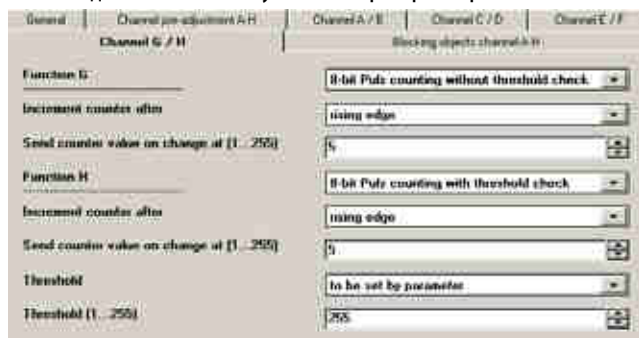 General Channel pre-adjustment A-H Channel A / B Channel C / D Channel E / F
Channel G / H Blocking objects channel A-H
Function G 8-bit Puls counting without threshold check
Increment counter after rising edge
Send counter value on change at (1...255) 5
Function H 8-bit Puls counting with threshold check
Increment counter after rising edge
Send counter value on change at (1...255) 5
Threshold to be set by parameter
Threshold (1...255) 255